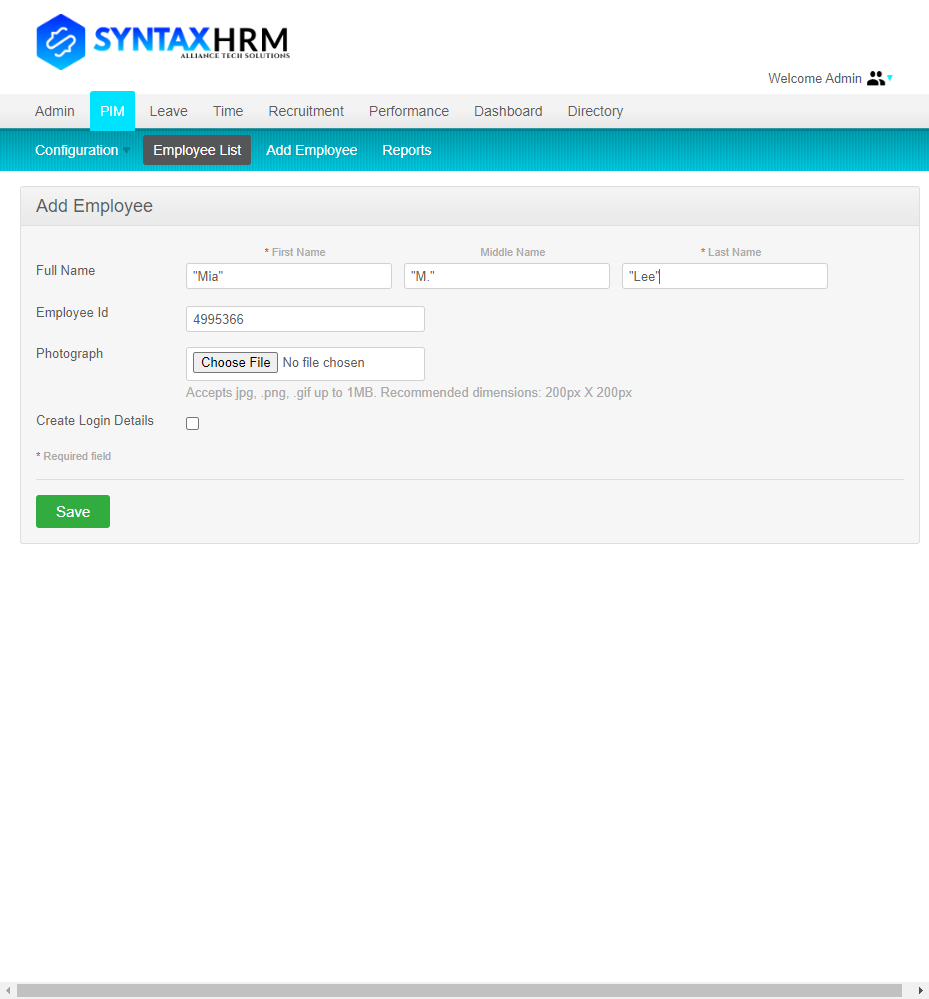 SYNTAXHRM
ALLIANCE TECH SOLUTIONS
Welcome Admin
Admin PIM Leave Time Recruitment Performance Dashboard Directory
Configuration Employee List Add Employee Reports
Add Employee
* First Name Middle Name * Last Name
Full Name "Mia" "M." "Lee"
Employee Id 4995366
Photograph Choose File No file chosen
Accepts jpg, .png, .gif up to 1MB. Recommended dimensions: 200px X 200px
Create Login Details
* Required field
Save